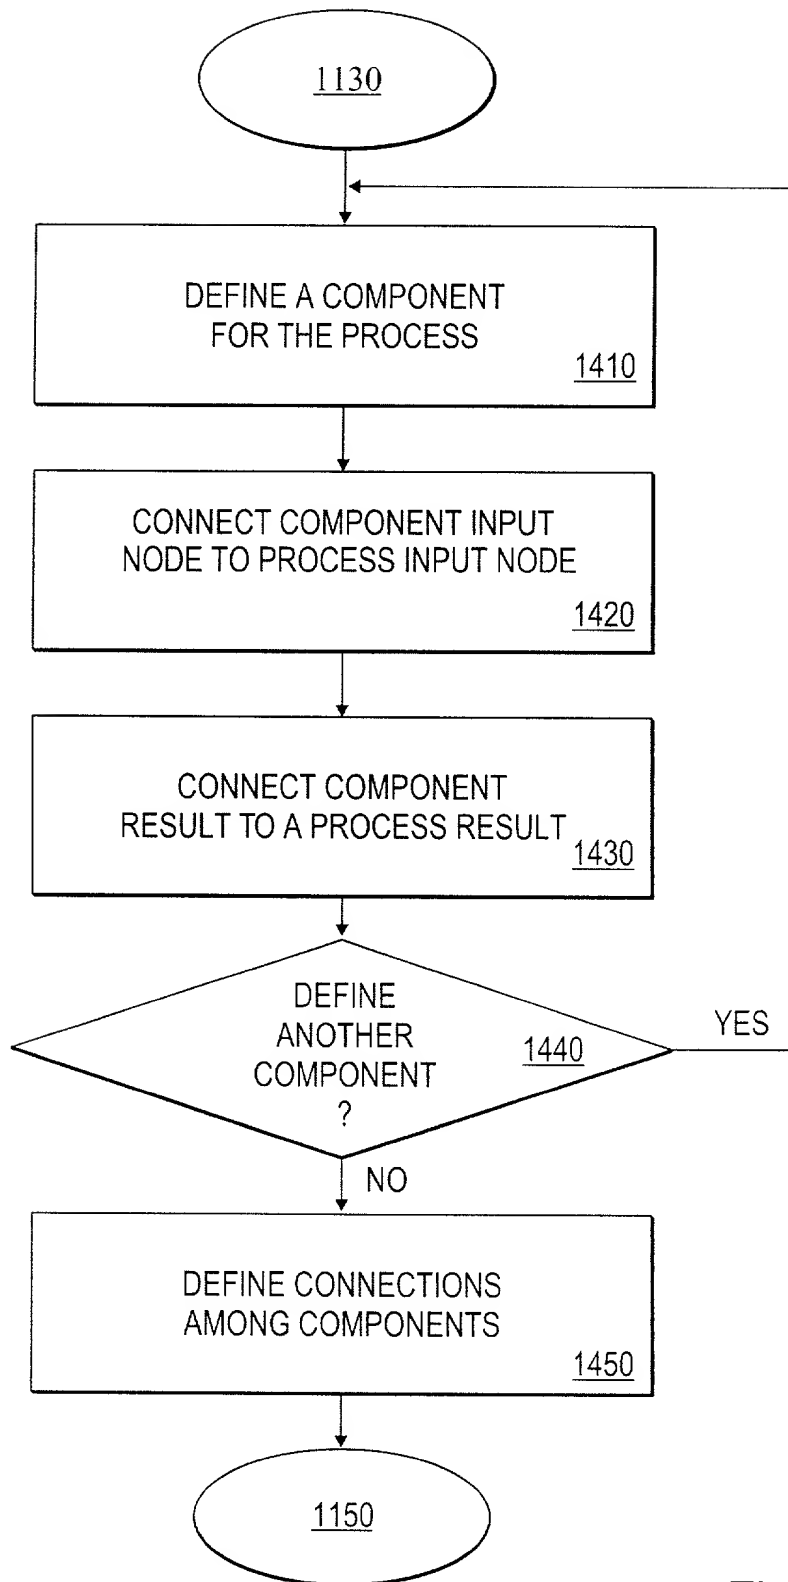 1130
DEFINE A COMPONENT
FOR THE PROCESS
1410
CONNECT COMPONENT INPUT
NODE TO PROCESS INPUT NODE
1420
CONNECT COMPONENT
RESULT TO A PROCESS RESULT
1430
DEFINE
ANOTHER
COMPONENT
?
1440
YES
NO
DEFINE CONNECTIONS
AMONG COMPONENTS
1450
1150